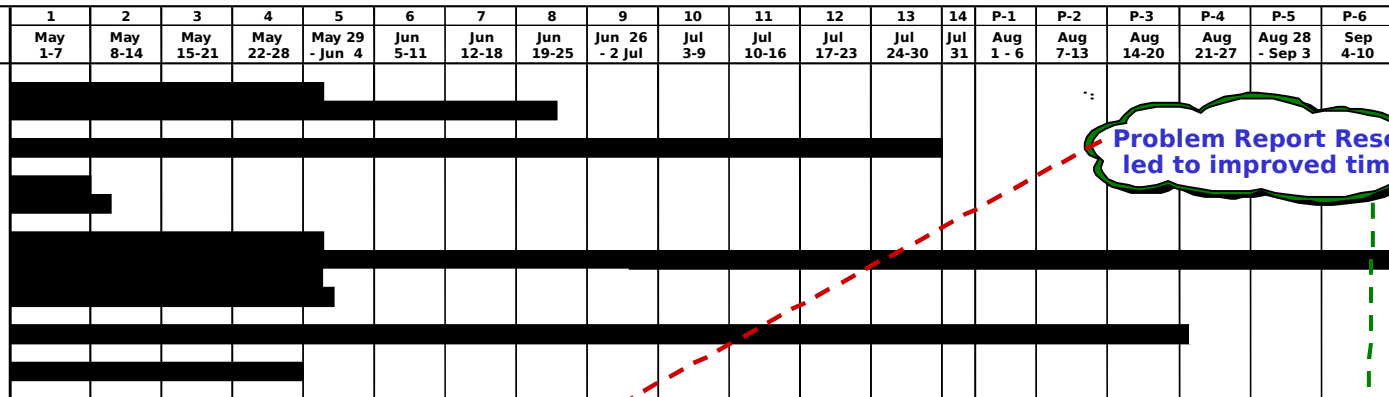 1 2 3 4 5 6 7 8 9 10 11 12 13 14 P-1 P-2 P-3 P-4 P-5 P-6
May May May May May 29 Jun Jun Jun Jun 26 Jul Jul Jul Jul Jul Aug Aug Aug Aug Aug 28 Sep
1-7 8-14 15-21 22-28 - Jun 4 5-11 12-18 19-25 - 2 Jul 3-9 10-16 17-23 24-30 31 1 - 6 7-13 14-20 21-27 - Sep 3 4-10
Problem Report Reso
led to improved tim